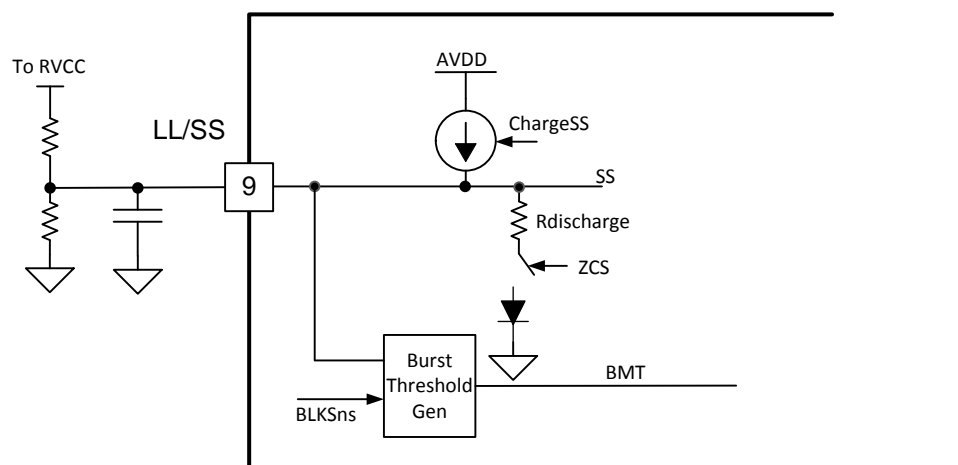 To RVCC
LL/SS
9
AVDD
ChargeSS
SS
Rdischarge
ZCS
Burst
Threshold
Gen
BLKSns
BMT